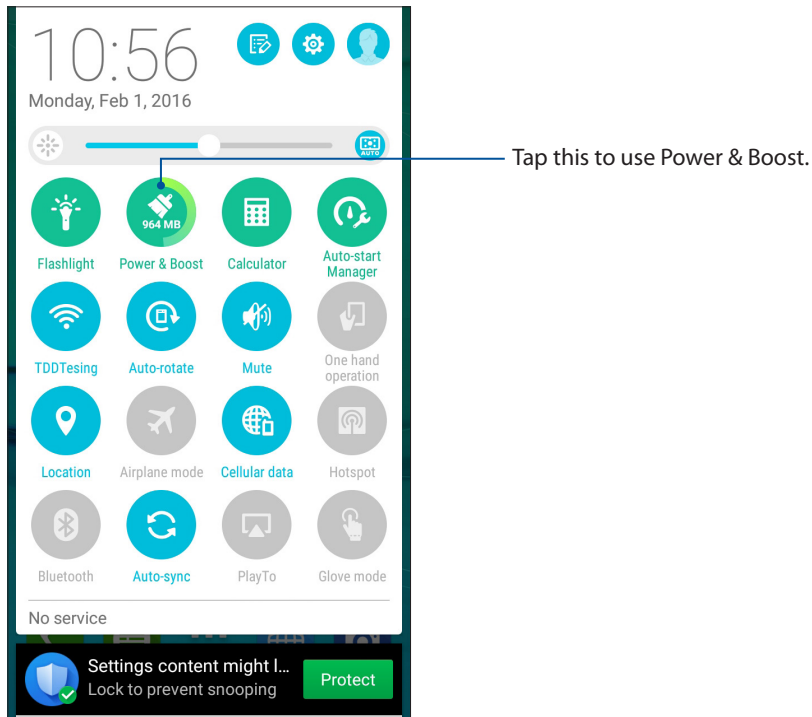 10:56
Monday, Feb 1, 2016
AUTO
Tap this to use Power & Boost.
964 MB
Flashlight Power & Boost Calculator Auto-start
Manager
TDDTesing Auto-rotate Mute One hand
operation
Location Airplane mode Cellular data Hotspot
Bluetooth Auto-sync PlayTo Glove mode
No service
Settings content might l...
Lock to prevent snooping
Protect